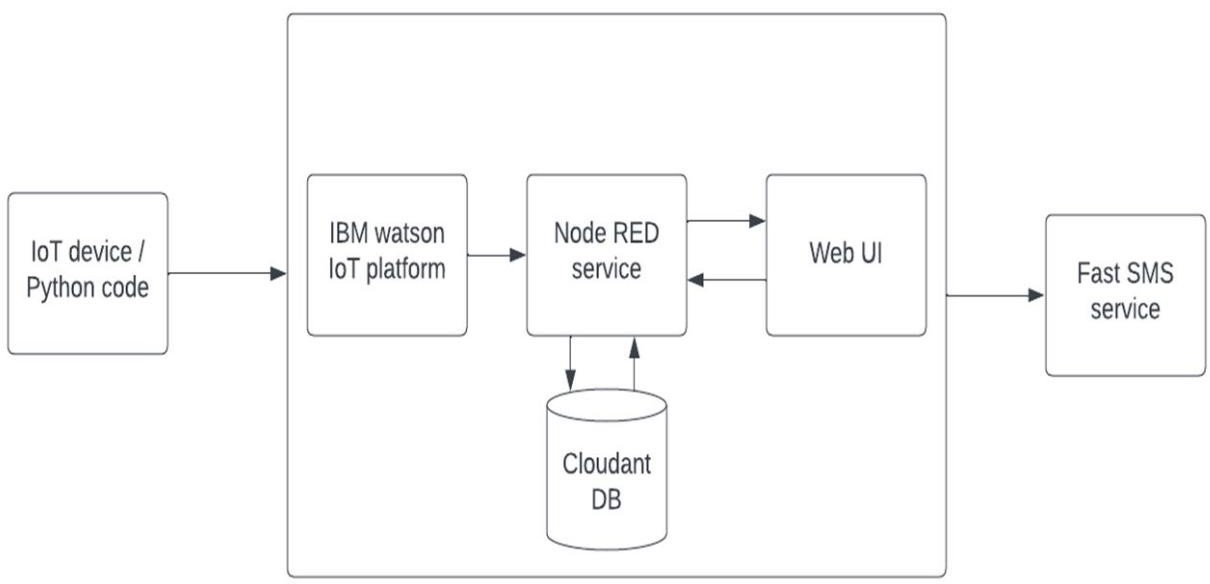 IoT device /
Python code
IBM watson
IoT platform
Node RED
service
Web UI
Cloudant
DB
Fast SMS
service